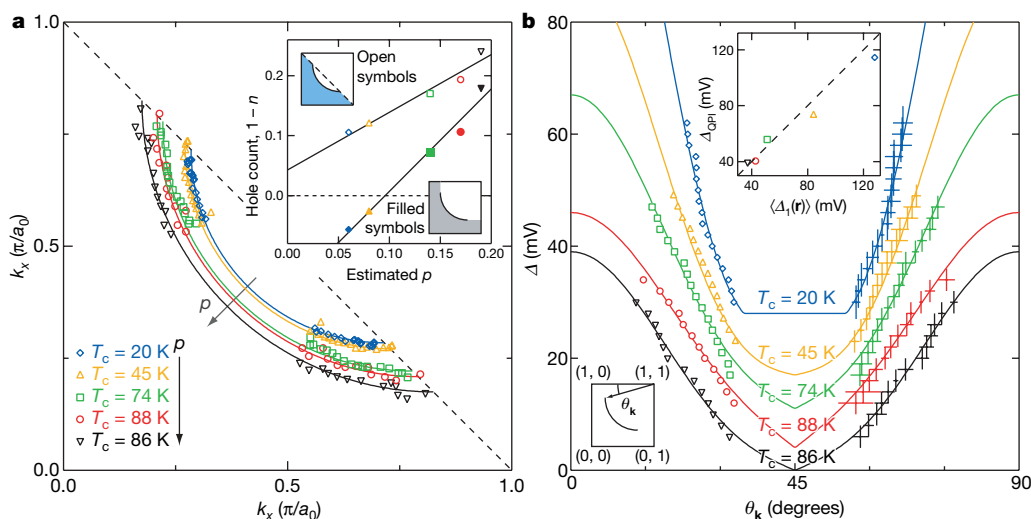 a
1.0
0.5
0.0
k_x (π/a_0)
0.0
0.5
1.0
k_x (π/a_0)
p
p
T_c = 20 K
T_c = 45 K
T_c = 74 K
T_c = 88 K
T_c = 86 K
Hole count, 1 – n
0.20
0.10
0.0
0.00
0.05
0.10
0.15
0.20
Estimated p
Open
symbols
Filled
symbols
b
80
60
40
20
0
Δ (mV)
0
45
90
θ_k (degrees)
T_c = 20 K
T_c = 45 K
T_c = 74 K
T_c = 88 K
T_c = 86 K
Δ_QPI (mV)
120
80
40
40
80
120
⟨Δ_1(r)⟩ (mV)
(1, 0) (1, 1)
θ_k
(0, 0) (0, 1)